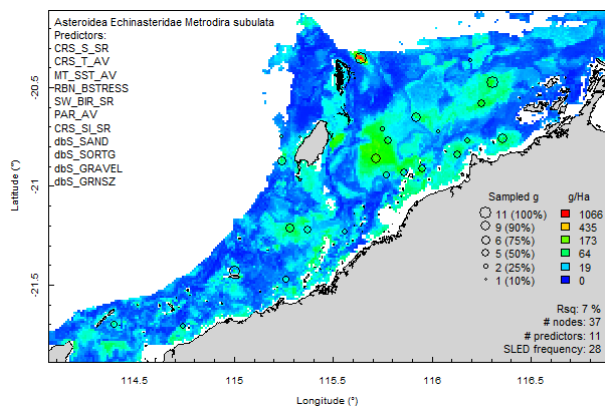 Asteroidea Echinasteridae Metrodira subulata
Predictors:
CRS_S_SR
CRS_T_AV
MT_SST_AV
RBN_BSTRESS
SW_BIR_SR
PAR_AV
CRS_SI_SR
dbS_SAND
dbS_SORTG
dbS_GRAVEL
dbS_GRNSZ
Latitude (°)
-20.5
-21
-21.5
Sampled g g/Ha
11 (100%) 1066
9 (90%) 435
6 (75%) 173
5 (50%) 64
2 (25%) 19
1 (10%) 0
Rsq: 7 %
# nodes: 37
# predictors: 11
SLED frequency: 28
114.5 115 115.5 116 116.5
Longitude (°)